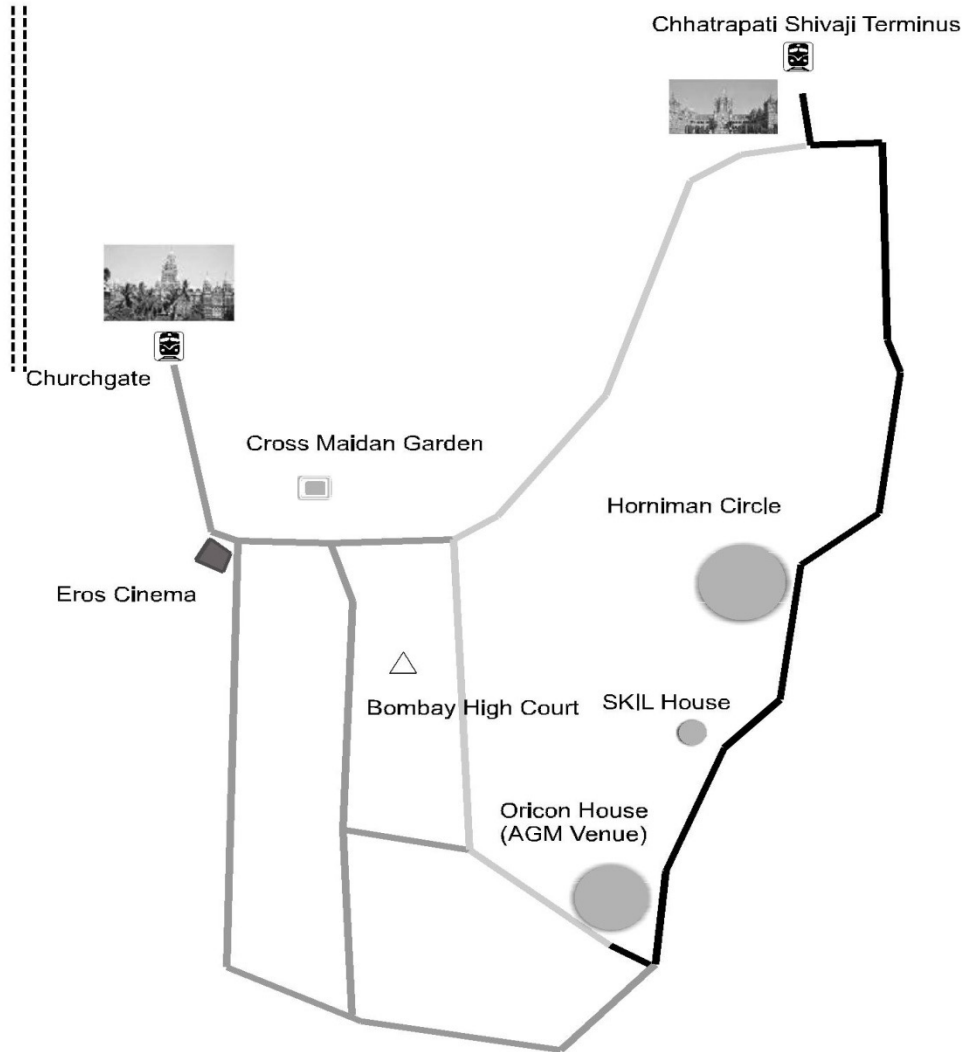 Chhatrapati Shivaji Terminus
Churchgate
Cross Maidan Garden
Horniman Circle
Eros Cinema
Bombay High Court
SKIL House
Oricon House
(AGM Venue)